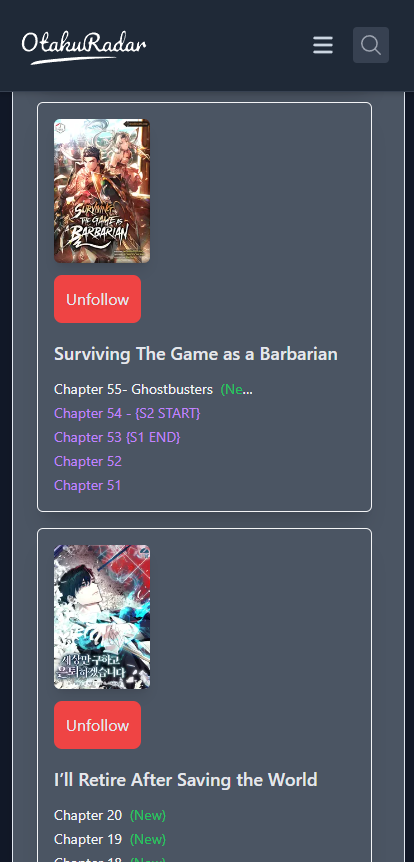 OtakuRadar
SURVIVING
THE GAME AS
BARBARIAN
Unfollow
Surviving The Game as a Barbarian
Chapter 55- Ghostbusters (Ne...
Chapter 54 - {S2 START}
Chapter 53 {S1 END}
Chapter 52
Chapter 51
세상만 구하고
은퇴하겠습니다
Unfollow
I’ll Retire After Saving the World
Chapter 20 (New)
Chapter 19 (New)
Chapter 18 (New)